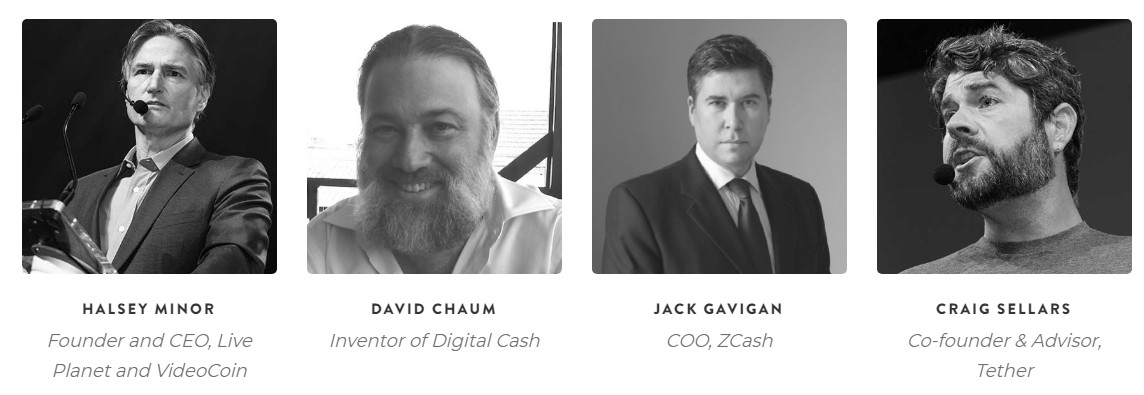 HALSEY MINOR
Founder and CEO, Live
Planet and VideoCoin
DAVID CHAUM
Inventor of Digital Cash
JACK GAVIGAN
COO, ZCash
CRAIG SELLARS
Co-founder & Advisor,
Tether